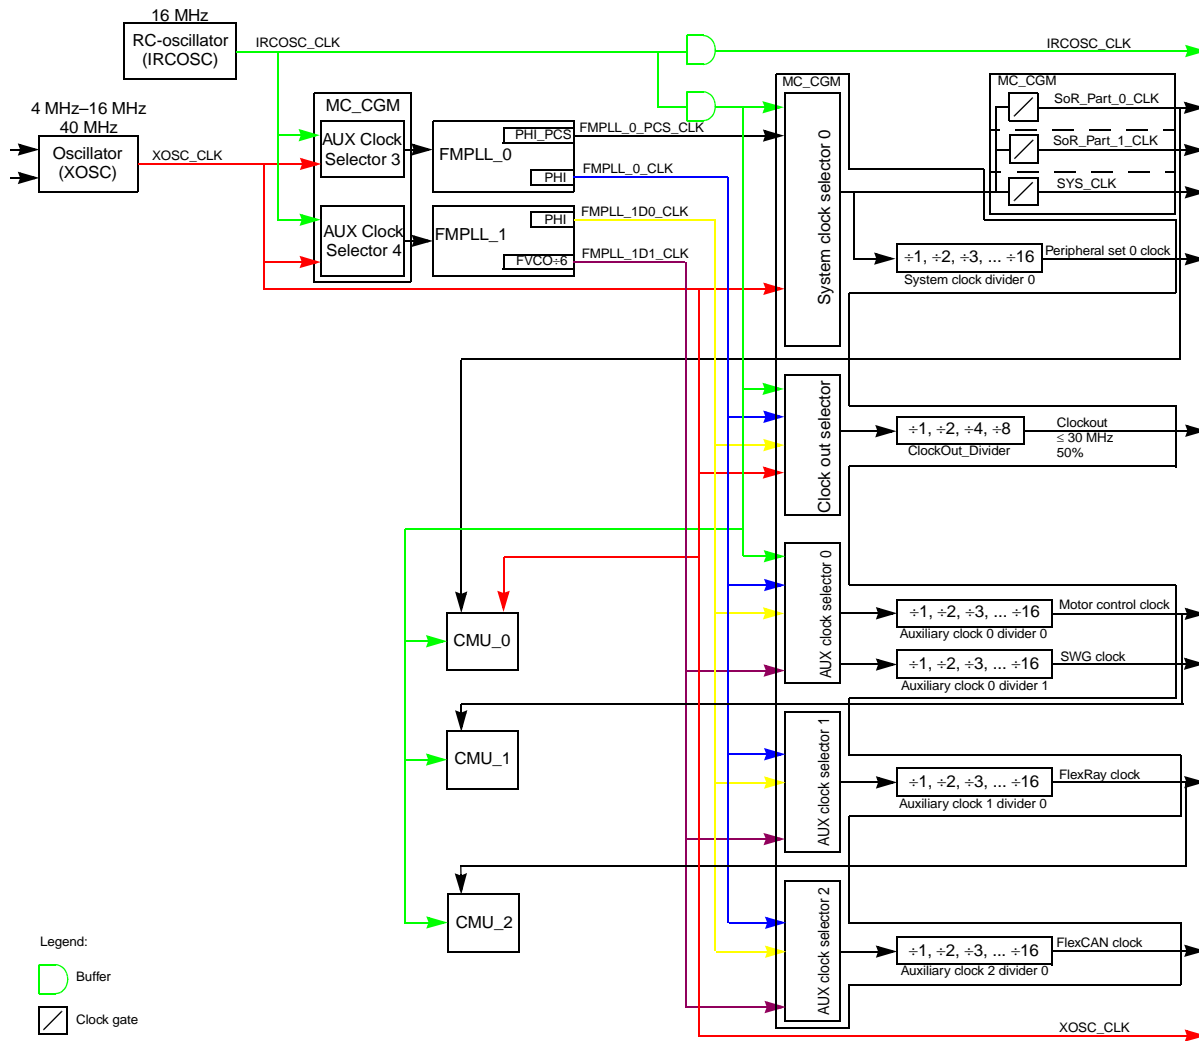 16 MHz
RC-oscillator
(IRCOSC)
IRCOSC_CLK
IRCOSC_CLK
4 MHz–16 MHz
40 MHz
Oscillator
(XOSC)
XOSC_CLK
MC_CGM
AUX Clock
Selector 3
AUX Clock
Selector 4
FMPLL_0
PHI_PCS
PHI
FMPLL_1
PHI
FVCO÷6
FMPLL_0_PCS_CLK
FMPLL_0_CLK
FMPLL_1D0_CLK
FMPLL_1D1_CLK
MC_CGM
System clock selector 0
MC_CGM
SoR_Part_0_CLK
SoR_Part_1_CLK
SYS_CLK
÷1, ÷2, ÷3, ... ÷16
System clock divider 0
Peripheral set 0 clock
Clock out selector
÷1, ÷2, ÷4, ÷8
ClockOut_Divider
Clockout
≤ 30 MHz
50%
AUX clock selector 0
÷1, ÷2, ÷3, ... ÷16
Auxiliary clock 0 divider 0
Motor control clock
÷1, ÷2, ÷3, ... ÷16
Auxiliary clock 0 divider 1
SWG clock
CMU_0
CMU_1
AUX clock selector 1
÷1, ÷2, ÷3, ... ÷16
Auxiliary clock 1 divider 0
FlexRay clock
CMU_2
AUX clock selector 2
÷1, ÷2, ÷3, ... ÷16
Auxiliary clock 2 divider 0
FlexCAN clock
XOSC_CLK
Legend:
Buffer
Clock gate